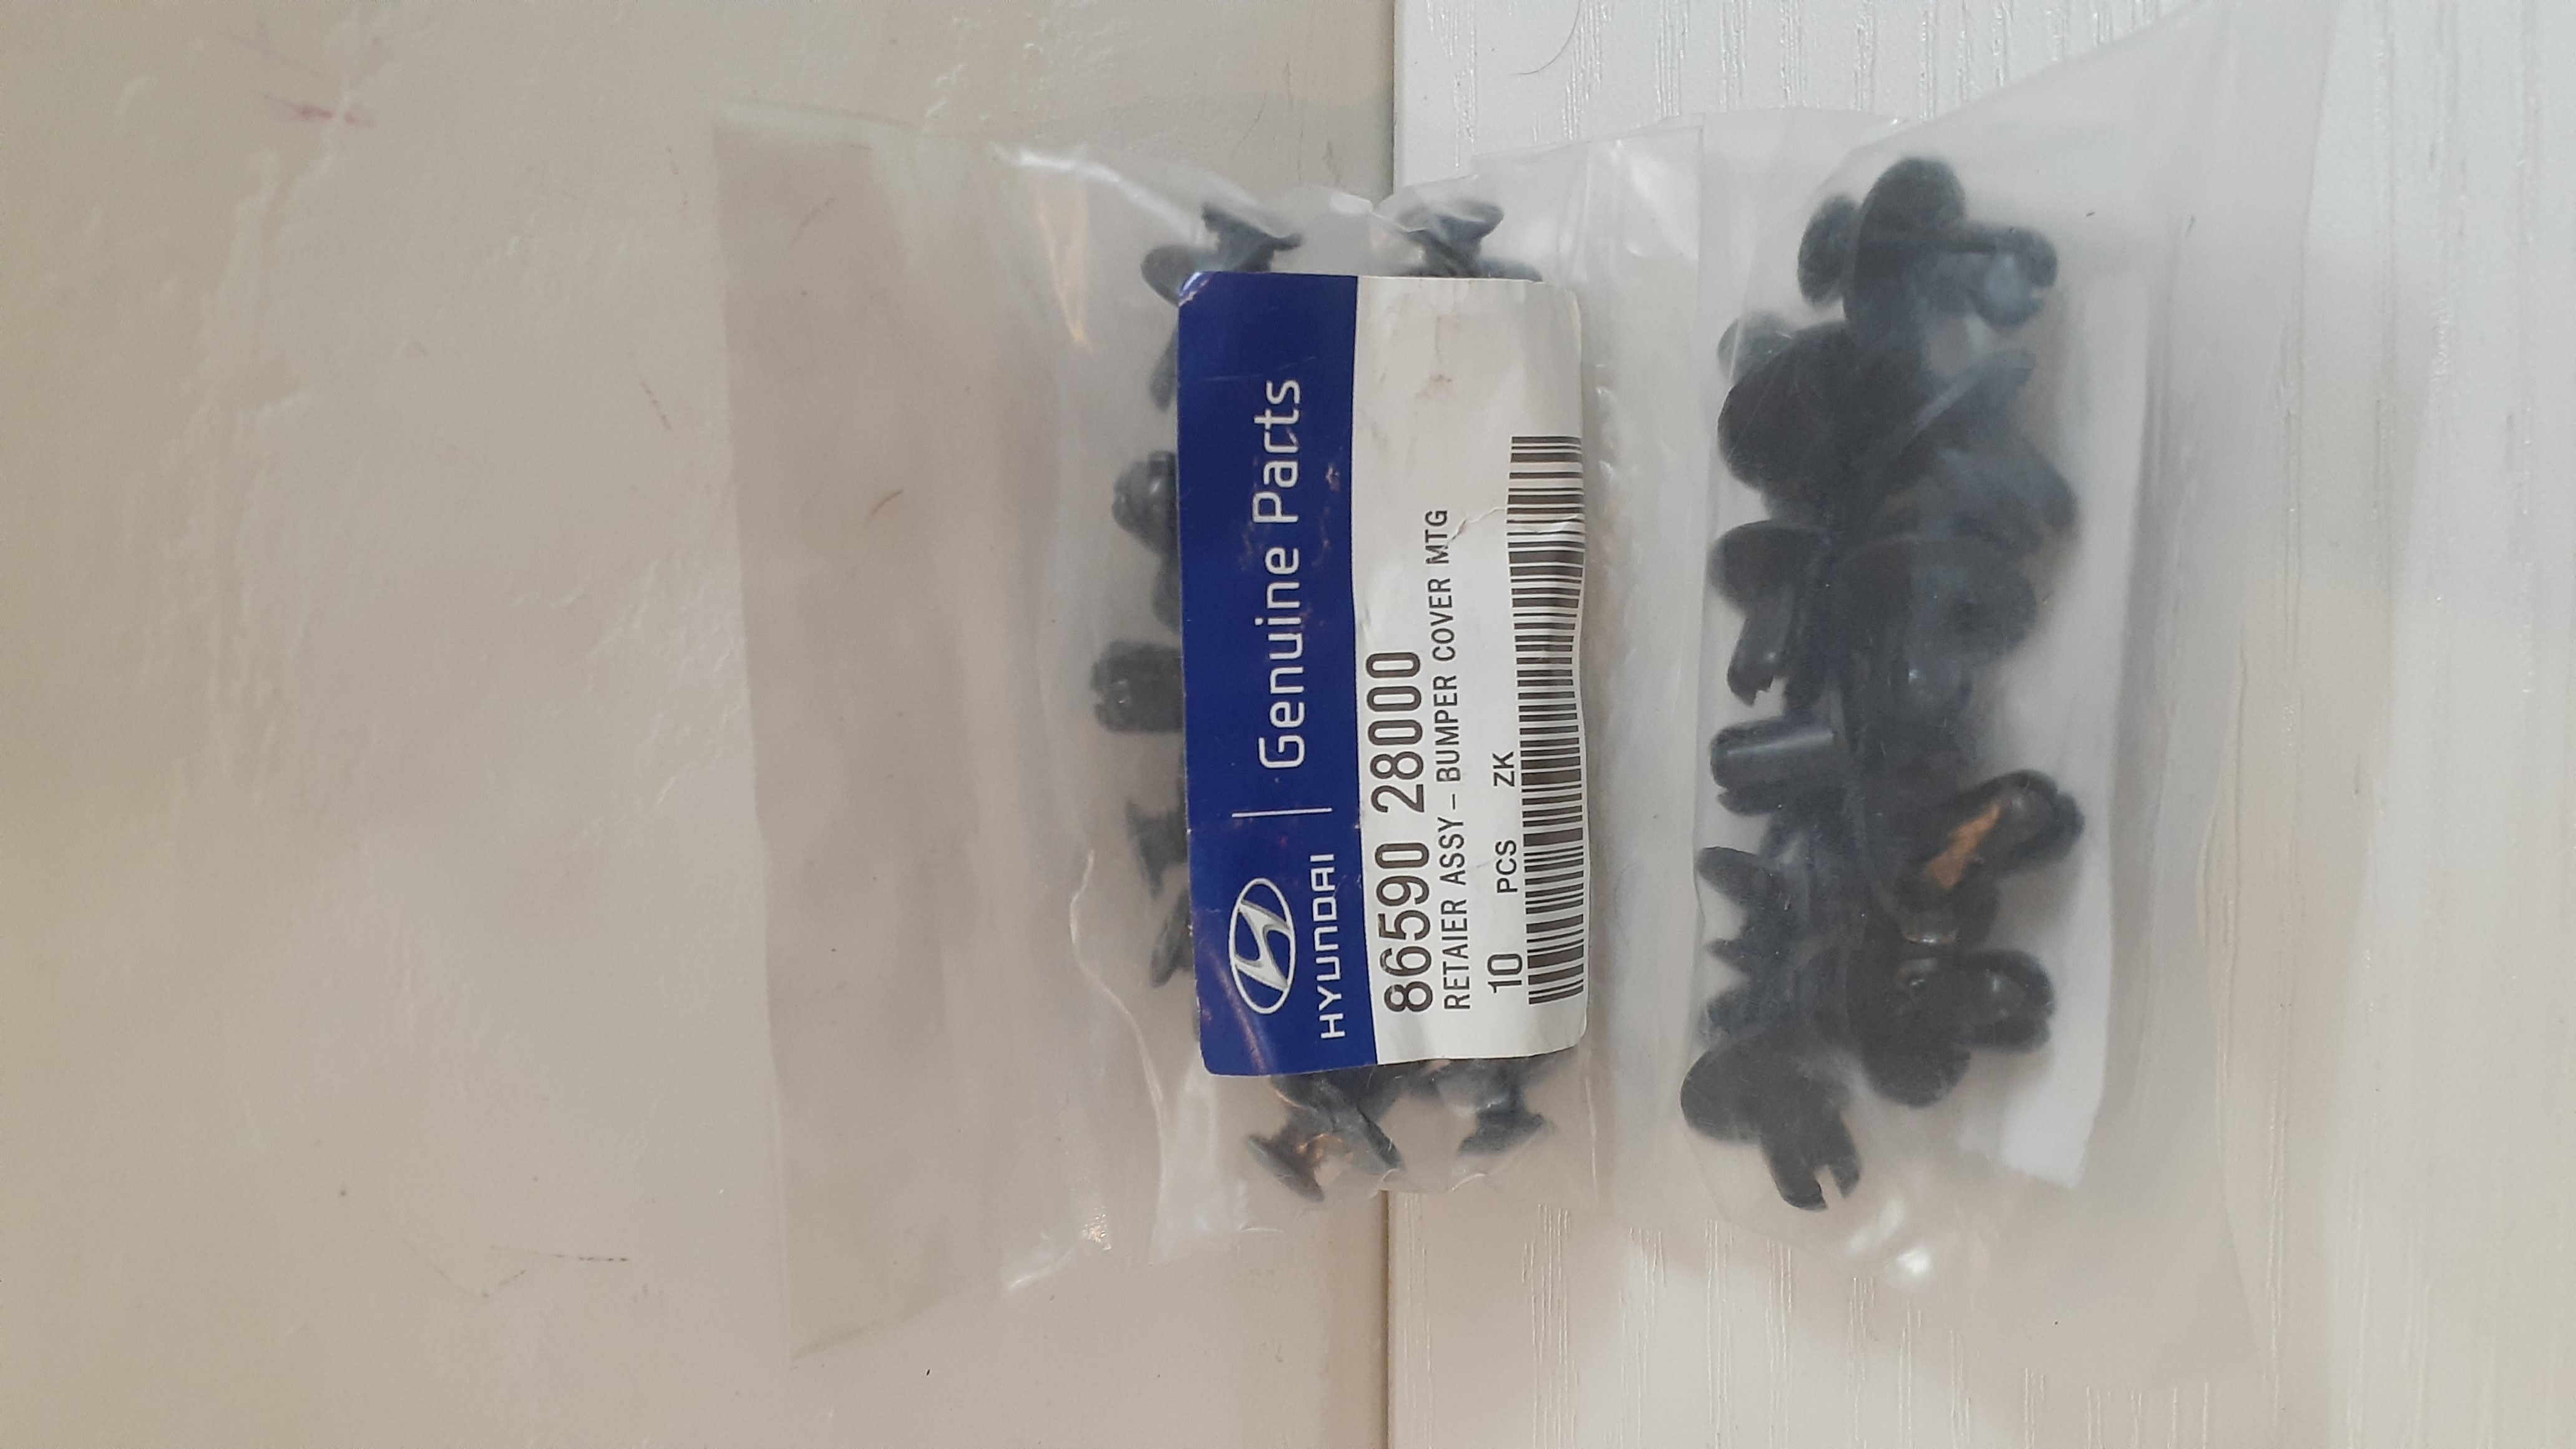 HYUNDAI | Genuine Parts
86590 28000
RETAIER ASSY - BUMPER COVER MTG
10 PCS ZK